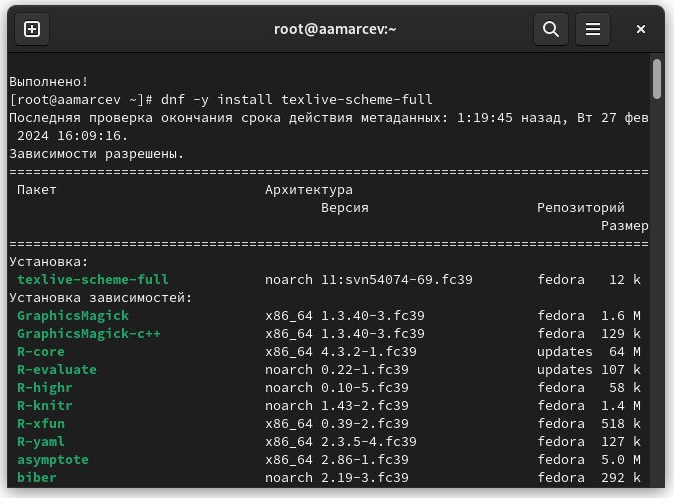 root@aamarcev:~
Выполнено!
[root@aamarcev ~]# dnf -y install texlive-scheme-full
Последняя проверка окончания срока действия метаданных: 1:19:45 назад, Вт 27 фев
2024 16:09:16.
Зависимости разрешены.
================================================================================
Пакет Архитектура
Версия Репозиторий
Размер
================================================================================
Установка:
texlive-scheme-full noarch 11:svn54074-69.fc39 fedora 12 k
Установка зависимостей:
GraphicsMagick x86_64 1.3.40-3.fc39 fedora 1.6 M
GraphicsMagick-c++ x86_64 1.3.40-3.fc39 fedora 129 k
R-core x86_64 4.3.2-1.fc39 updates 64 M
R-evaluate noarch 0.22-1.fc39 updates 107 k
R-highr noarch 0.10-5.fc39 fedora 58 k
R-knitr noarch 1.43-2.fc39 fedora 1.4 M
R-xfun x86_64 0.39-2.fc39 fedora 518 k
R-yaml x86_64 2.3.5-4.fc39 fedora 127 k
asymptote x86_64 2.86-1.fc39 fedora 5.0 M
biber noarch 2.19-3.fc39 fedora 292 k